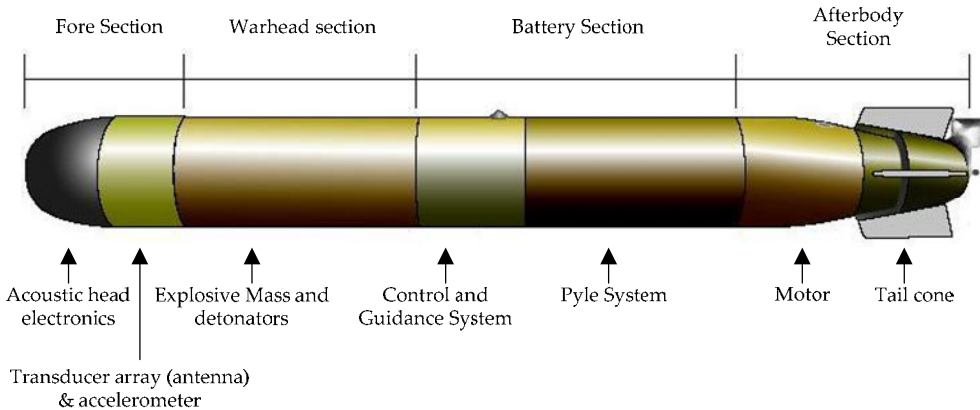 Fore Section
Warhead section
Battery Section
Afterbody
Section
Acoustic head
electronics
Explosive Mass and
detonators
Control and
Guidance System
Pyle System
Motor
Tail cone
Transducer array (antenna)
& accelerometer